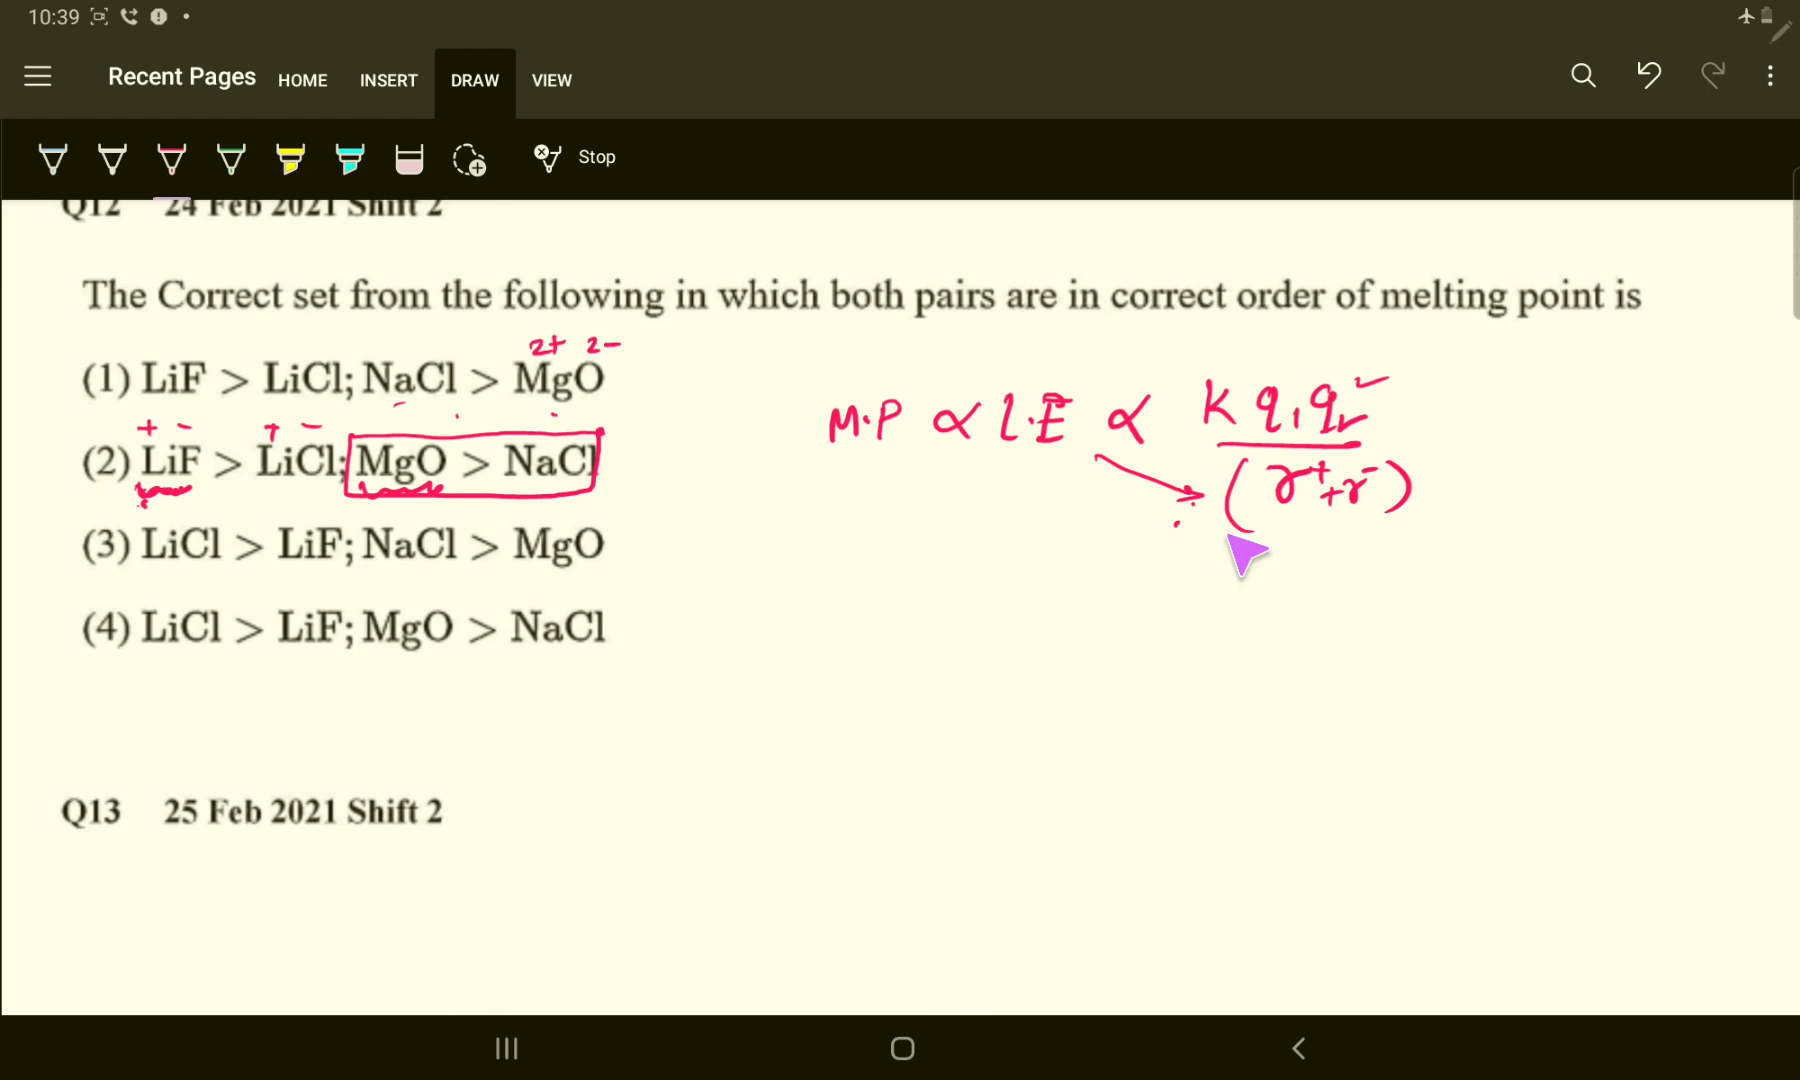 10:39
Recent Pages HOME INSERT DRAW VIEW
Stop
Q12 24 Feb 2021 Shift 2
The Correct set from the following in which both pairs are in correct order of melting point is
2+ 2-
(1) LiF > LiCl; NaCl > MgO
+ - + -
(2) LiF > LiCl; MgO > NaCl
(3) LiCl > LiF; NaCl > MgO
(4) LiCl > LiF; MgO > NaCl
M.P ∝ L.E ∝ K q₁q₂
(r⁺+r⁻)
Q13 25 Feb 2021 Shift 2